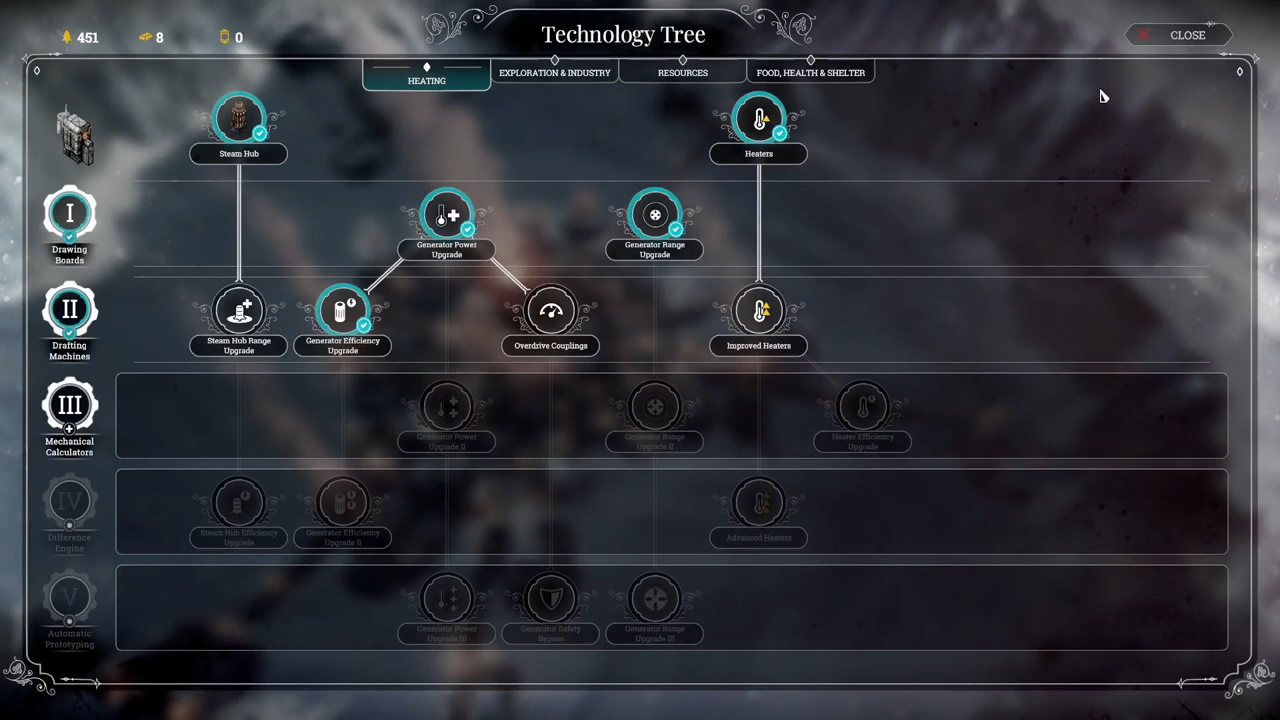 451
8
0
Technology Tree
CLOSE
HEATING
EXPLORATION & INDUSTRY
RESOURCES
FOOD, HEALTH & SHELTER
Steam Hub
Heaters
I
Drawing
Boards
Generator Power
Upgrade
Generator Range
Upgrade
II
Drafting
Machines
Steam Hub Range
Upgrade
Generator Efficiency
Upgrade
Overdrive Couplings
Improved Heaters
III
Mechanical
Calculators
Generator Power
Upgrade II
Generator Range
Upgrade II
Heater Efficiency
Upgrade
IV
Difference
Engine
Steam Hub Efficiency
Upgrade
Generator Efficiency
Upgrade II
Advanced Heaters
V
Automatic
Prototyping
Generator Power
Upgrade III
Generator Safety
Bypass
Generator Range
Upgrade III